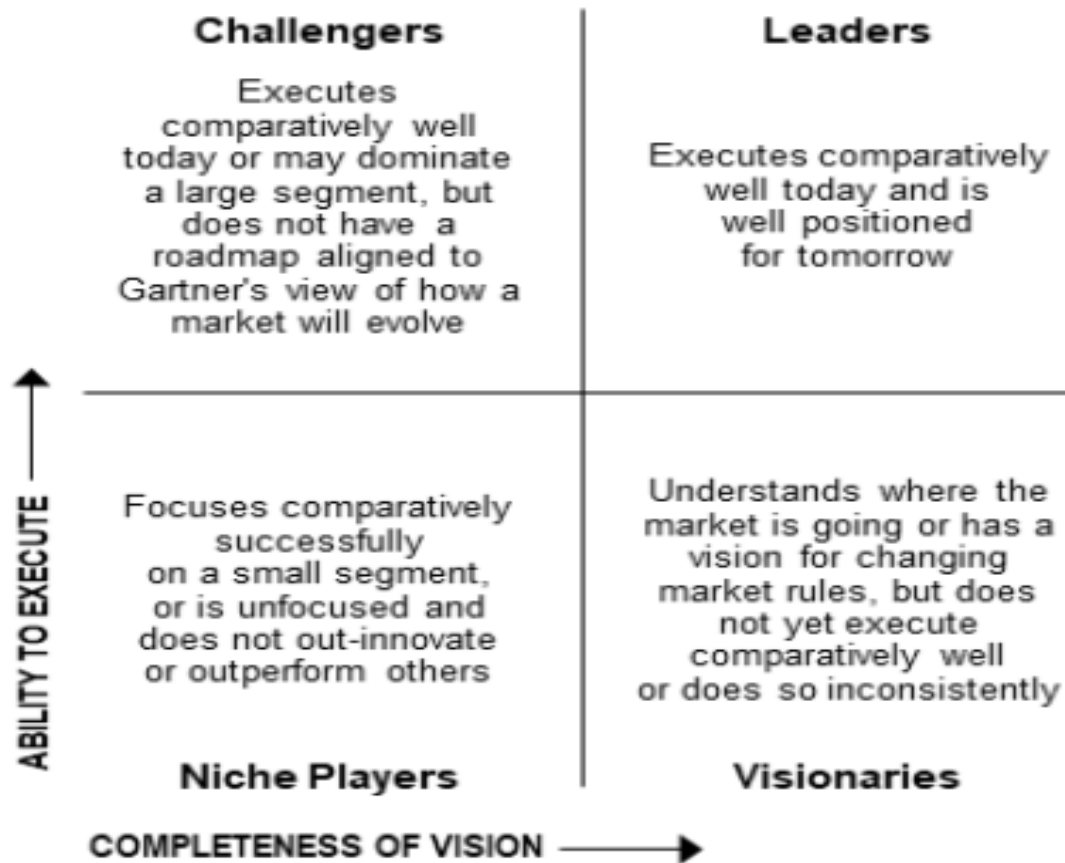 Challengers
Executes
comparatively well
today or may dominate
a large segment, but
does not have a
roadmap aligned to
Gartner's view of how a
market will evolve
Leaders
Executes comparatively
well today and is
well positioned
for tomorrow
ABILITY TO EXECUTE
Focuses comparatively
successfully
on a small segment,
or is unfocused and
does not out-innovate
or outperform others
Niche Players
Understands where the
market is going or has a
vision for changing
market rules, but does
not yet execute
comparatively well
or does so inconsistently
Visionaries
COMPLETENESS OF VISION